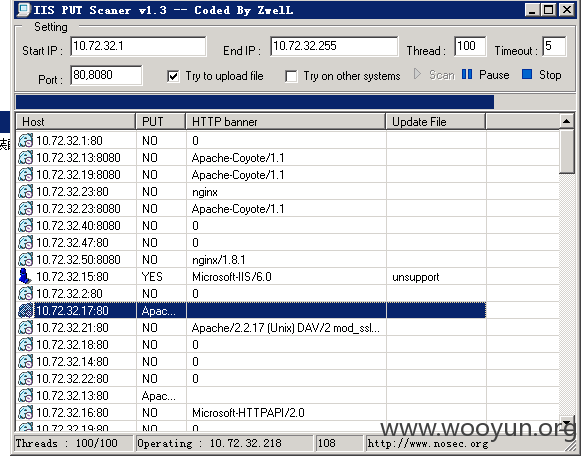 IIS PUT Scaner v1.3 -- Coded By ZwelL
Setting
Start IP : 10.72.32.1 End IP : 10.72.32.255 Thread : 100 Timeout : 5
Port : 80,8080 Try to upload file Try on other systems Scan Pause Stop
Host PUT HTTP banner Update File
10.72.32.1:80 NO 0
10.72.32.13:8080 NO Apache-Coyote/1.1
10.72.32.19:8080 NO Apache-Coyote/1.1
10.72.32.23:80 NO nginx
10.72.32.23:8080 NO Apache-Coyote/1.1
10.72.32.40:8080 NO 0
10.72.32.47:80 NO 0
10.72.32.50:8080 NO nginx/1.8.1
10.72.32.15:80 YES Microsoft-IIS/6.0 unsupport
10.72.32.2:80 NO 0
10.72.32.17:80 Apac...
10.72.32.21:80 NO Apache/2.2.17 (Unix) DAV/2 mod_ssl...
10.72.32.18:80 NO 0
10.72.32.14:80 NO 0
10.72.32.22:80 NO 0
10.72.32.13:80 Apac...
10.72.32.16:80 NO Microsoft-HTTPAPI/2.0
10.72.32.19:80 NO 0
www.wooyun.org
Threads : 100/100 Operating : 10.72.32.218 108 http://www.nosec.org